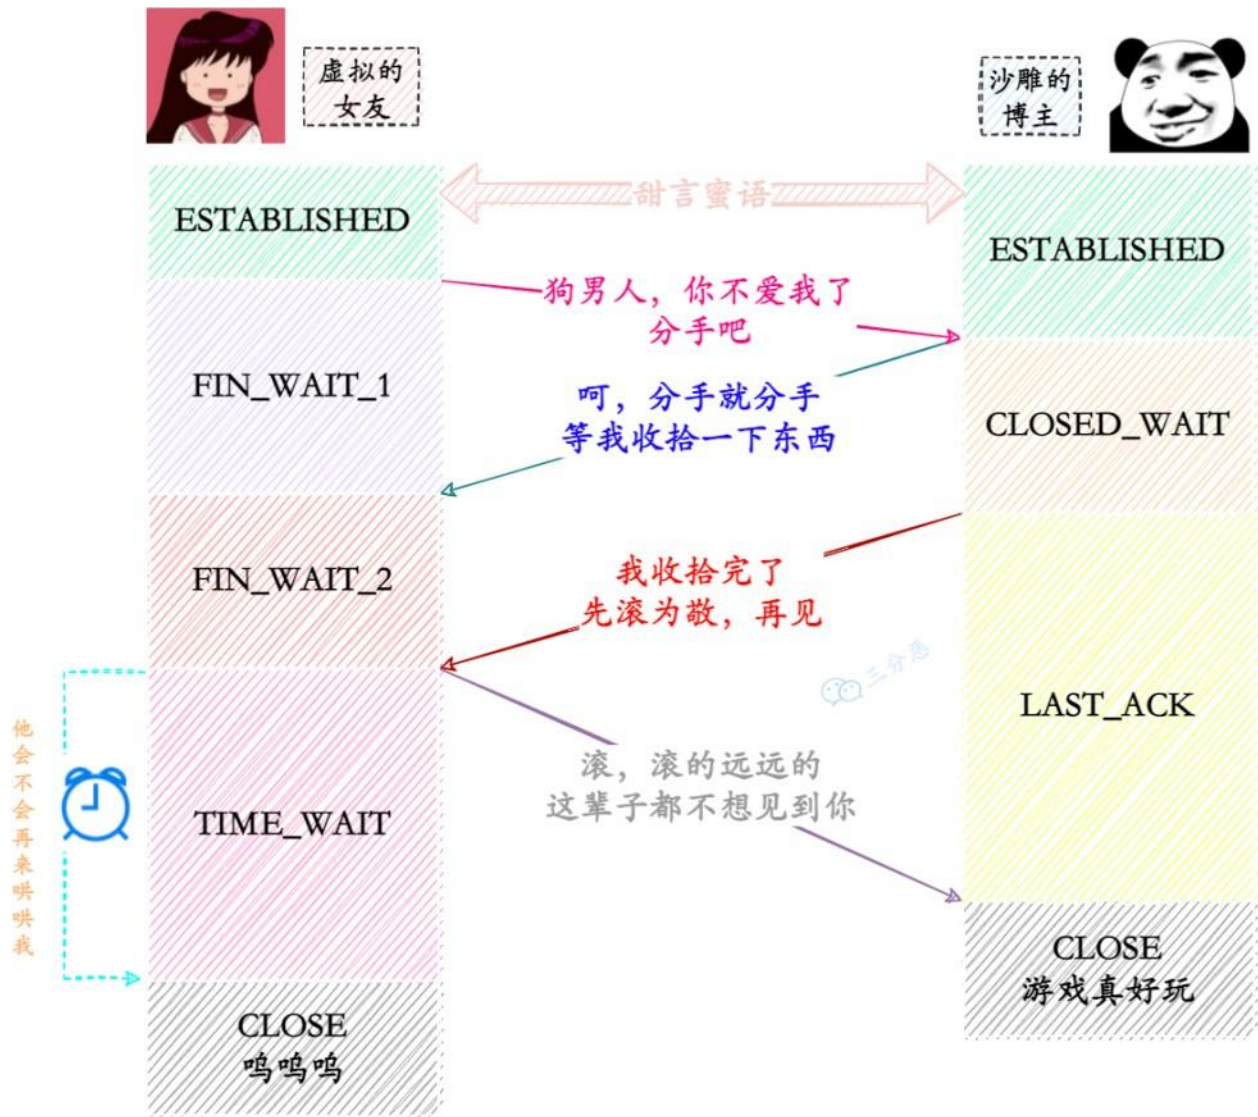 虚拟的
女友
沙雕的
博主
甜言蜜语
ESTABLISHED
ESTABLISHED
狗男人，你不爱我了
分手吧
FIN_WAIT_1
呵，分手就分手
等我收拾一下东西
CLOSED_WAIT
FIN_WAIT_2
我收拾完了
先滚为敬，再见
三分恶
LAST_ACK
他会不会再来哄哄我
滚，滚的远远的
这辈子都不想见到你
TIME_WAIT
CLOSE
游戏真好玩
CLOSE
呜呜呜